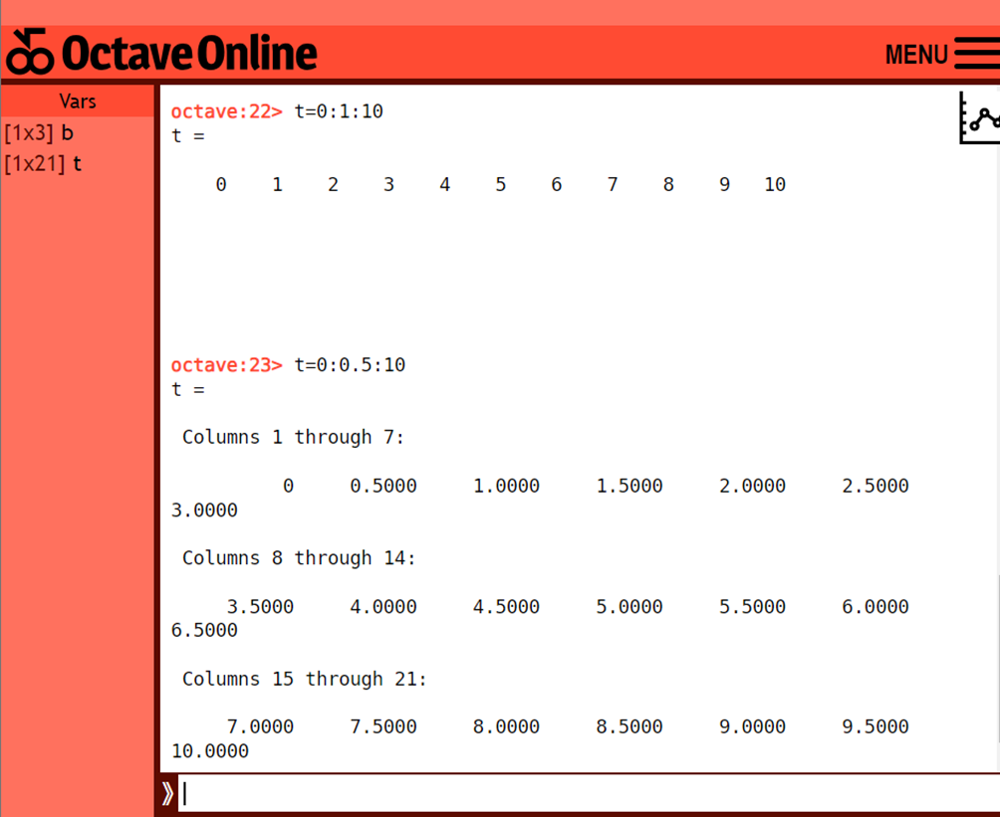 Octave Online
MENU
Vars
[1x3] b
[1x21] t
octave:22> t=0:1:10
t =
0 1 2 3 4 5 6 7 8 9 10
octave:23> t=0:0.5:10
t =
Columns 1 through 7:
0 0.5000 1.0000 1.5000 2.0000 2.5000
3.0000
Columns 8 through 14:
3.5000 4.0000 4.5000 5.0000 5.5000 6.0000
6.5000
Columns 15 through 21:
7.0000 7.5000 8.0000 8.5000 9.0000 9.5000
10.0000
⟫